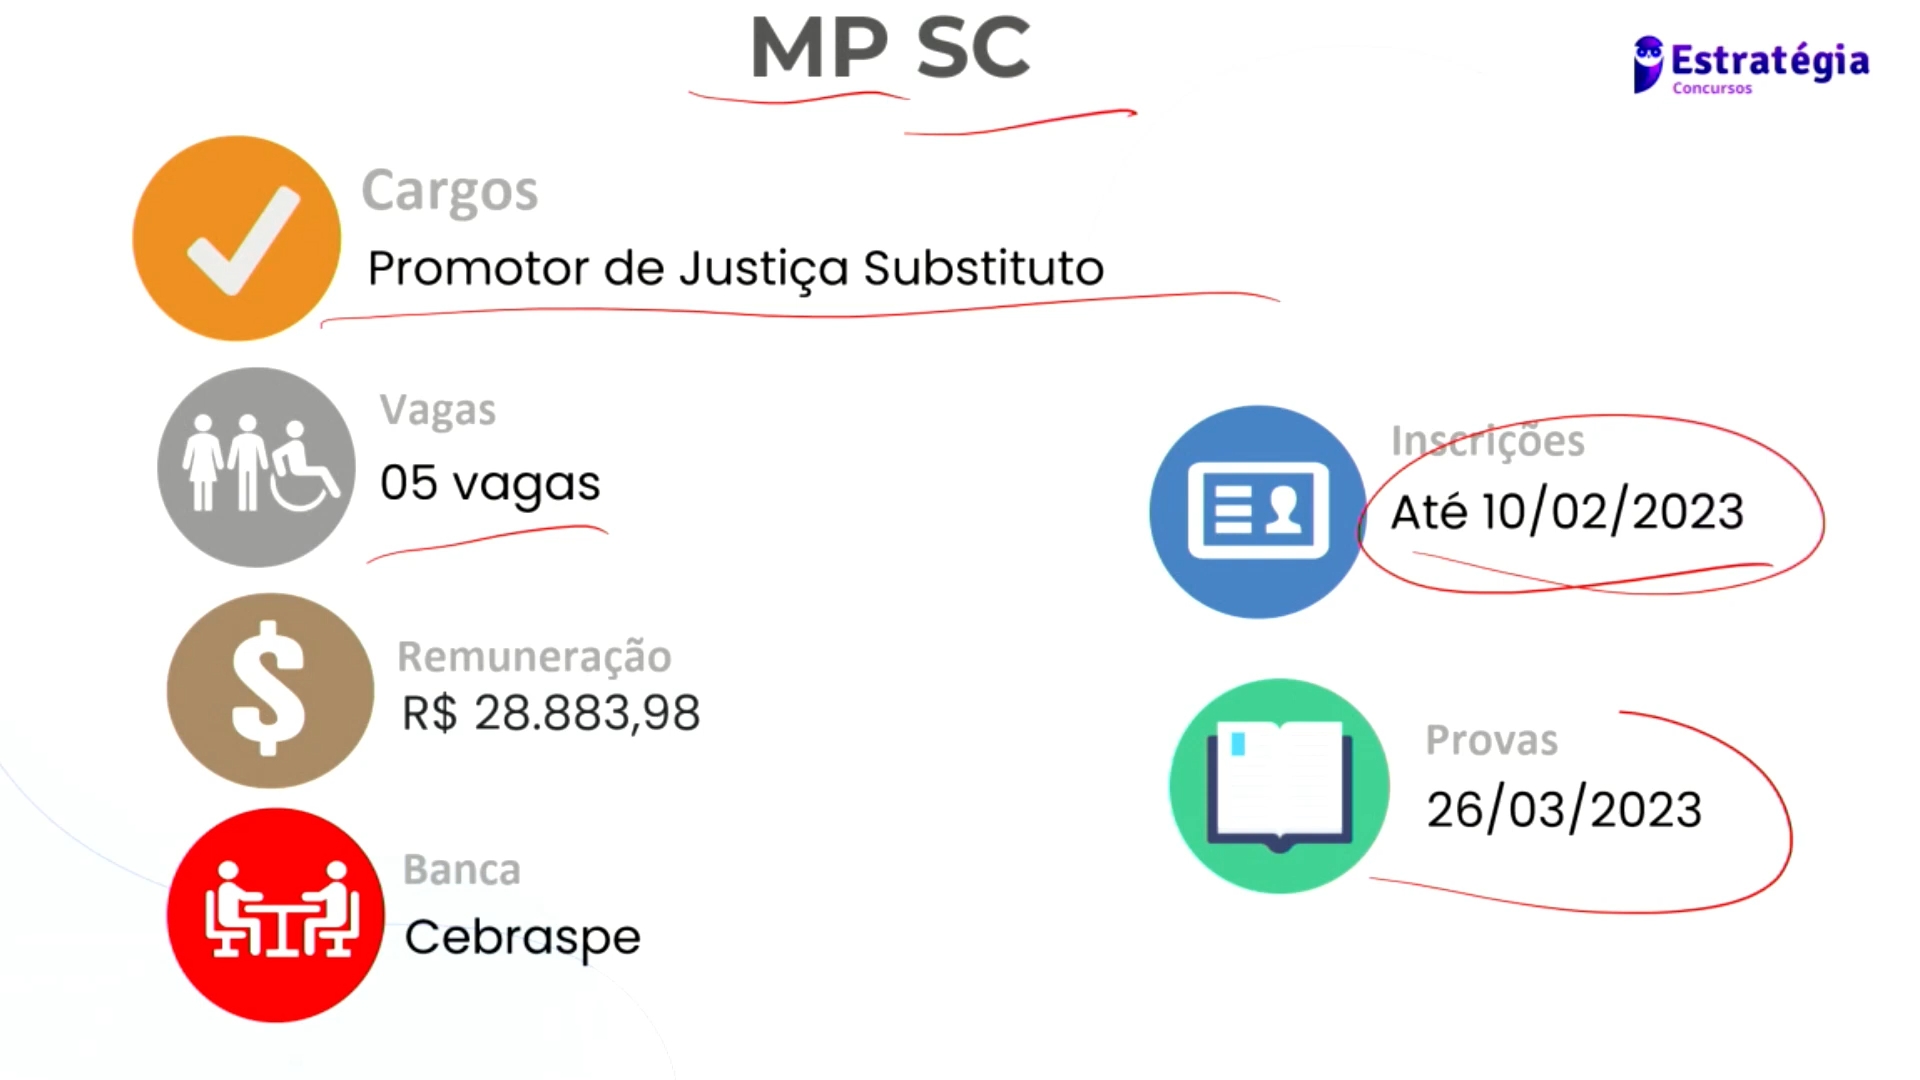 MP SC
Estratégia
Concursos
Cargos
Promotor de Justiça Substituto
Vagas
05 vagas
Remuneração
R$ 28.883,98
Banca
Cebraspe
Inscrições
Até 10/02/2023
Provas
26/03/2023